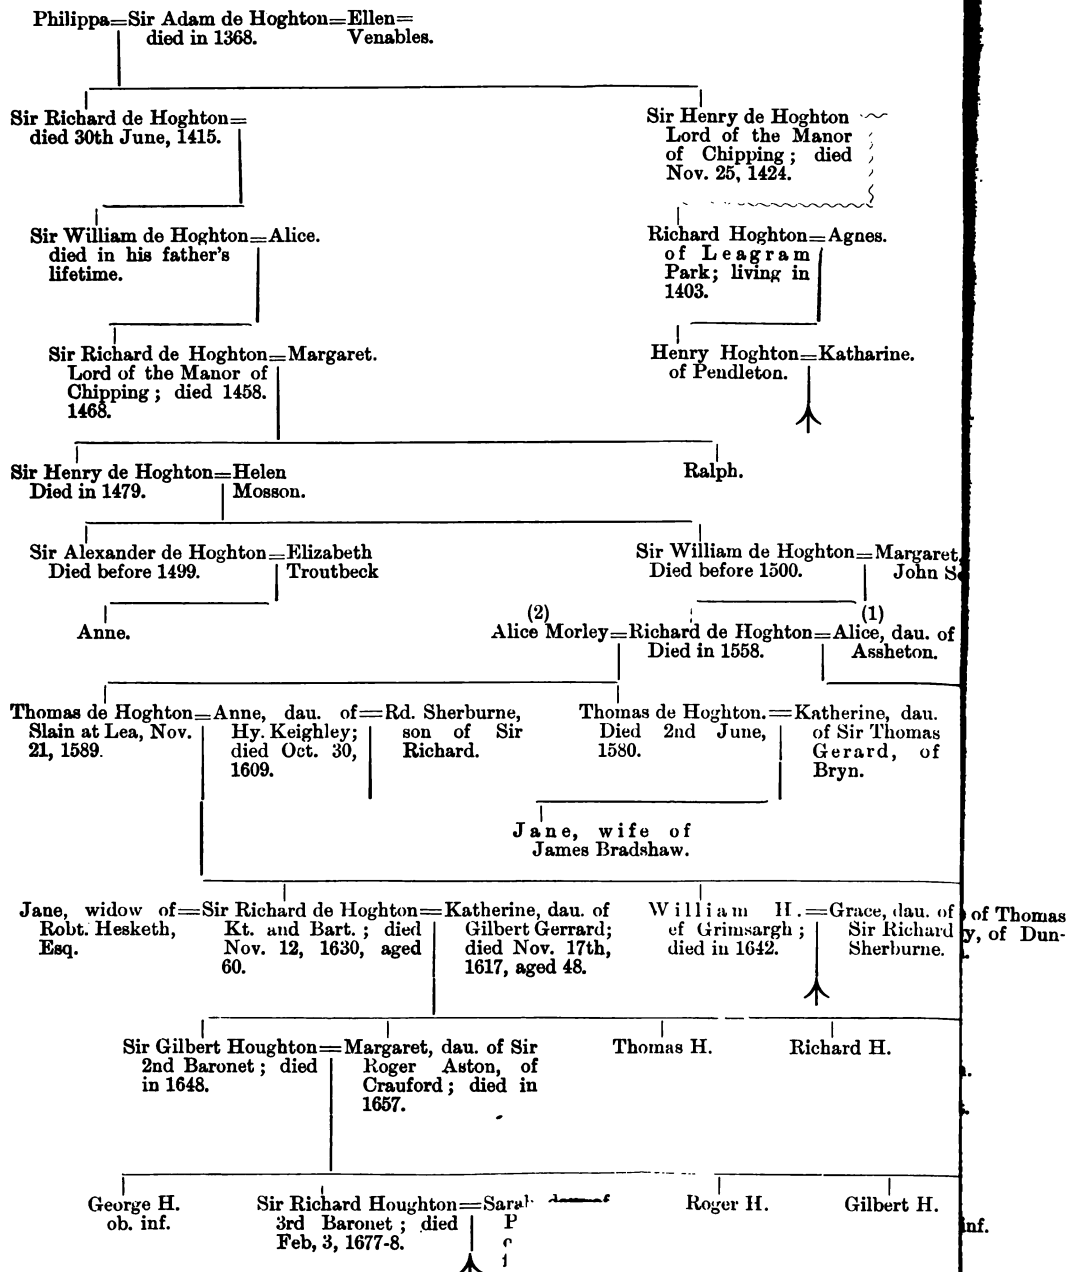 Philippa=Sir Adam de Hoghton=Ellen=
died in 1368. Venables.
Sir Richard de Hoghton=
died 30th June, 1415.
Sir Henry de Hoghton
Lord of the Manor
of Chipping; died
Nov. 25, 1424.
Sir William de Hoghton=Alice.
died in his father's
lifetime.
Richard Hoghton=Agnes.
of Leagram
Park; living in
1403.
Sir Richard de Hoghton=Margaret.
Lord of the Manor of
Chipping; died 1458.
1468.
Henry Hoghton=Katharine.
of Pendleton.
Sir Henry de Hoghton=Helen
Died in 1479. Mosson.
Ralph.
Sir Alexander de Hoghton=Elizabeth
Died before 1499. Troutbeck
Sir William de Hoghton=Margaret,
Died before 1500. John
Anne.
(2) (1)
Alice Morley=Richard de Hoghton=Alice, dau. of
Died in 1558. Assheton.
Thomas de Hoghton=Anne, dau. of=Rd. Sherburne,
Slain at Lea, Nov. Hy. Keighley; son of Sir
21, 1589. died Oct. 30, Richard.
1609.
Thomas de Hoghton.=Katherine, dau.
Died 2nd June, of Sir Thomas
1580. Gerard, of
Bryn.
Jane, wife of
James Bradshaw.
Jane, widow of=Sir Richard de Hoghton=Katherine, dau. of
Robt. Hesketh, Kt. and Bart.; died Gilbert Gerrard;
Esq. Nov. 12, 1630, aged died Nov. 17th,
60. 1617, aged 48.
William H.=Grace, dau. of
of Grimsargh; Sir Richard
died in 1642. Sherburne.
of Thomas
y, of Dun-
Sir Gilbert Houghton=Margaret, dau. of Sir
2nd Baronet; died Roger Aston, of
in 1648. Crauford; died in
1657.
Thomas H.
Richard H.
George H.
ob. inf.
Sir Richard Houghton=Sarah
3rd Baronet; died P
Feb, 3, 1677-8.
Roger H.
Gilbert H.
inf.